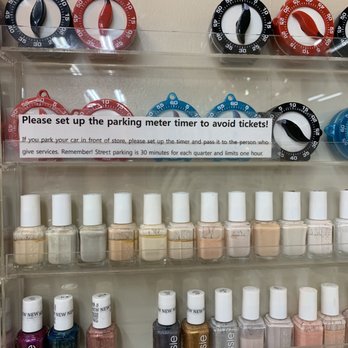 Please set up the parking meter timer to avoid tickets!
If you park your car in front of store, please set up the timer and pass it to the person who
give services. Remember! Street parking is 30 minutes for each quarter and limits one hour.